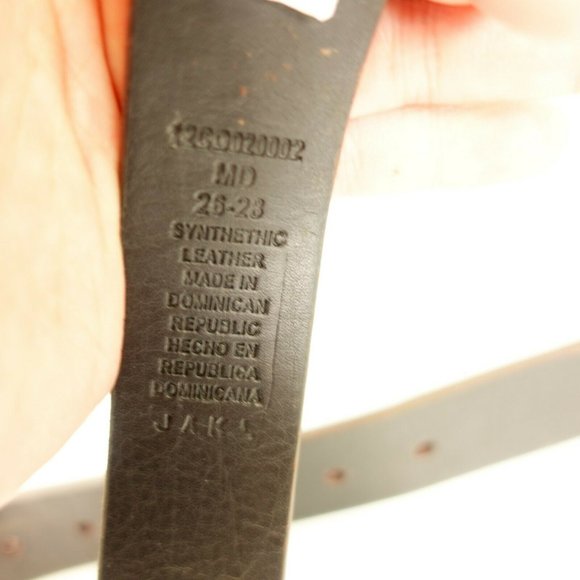 MD
26-28
SYNTHETHIC
LEATHER
MADE IN
DOMINICAN
REPUBLIC
HECHO EN
REPUBLICA
DOMINICANA